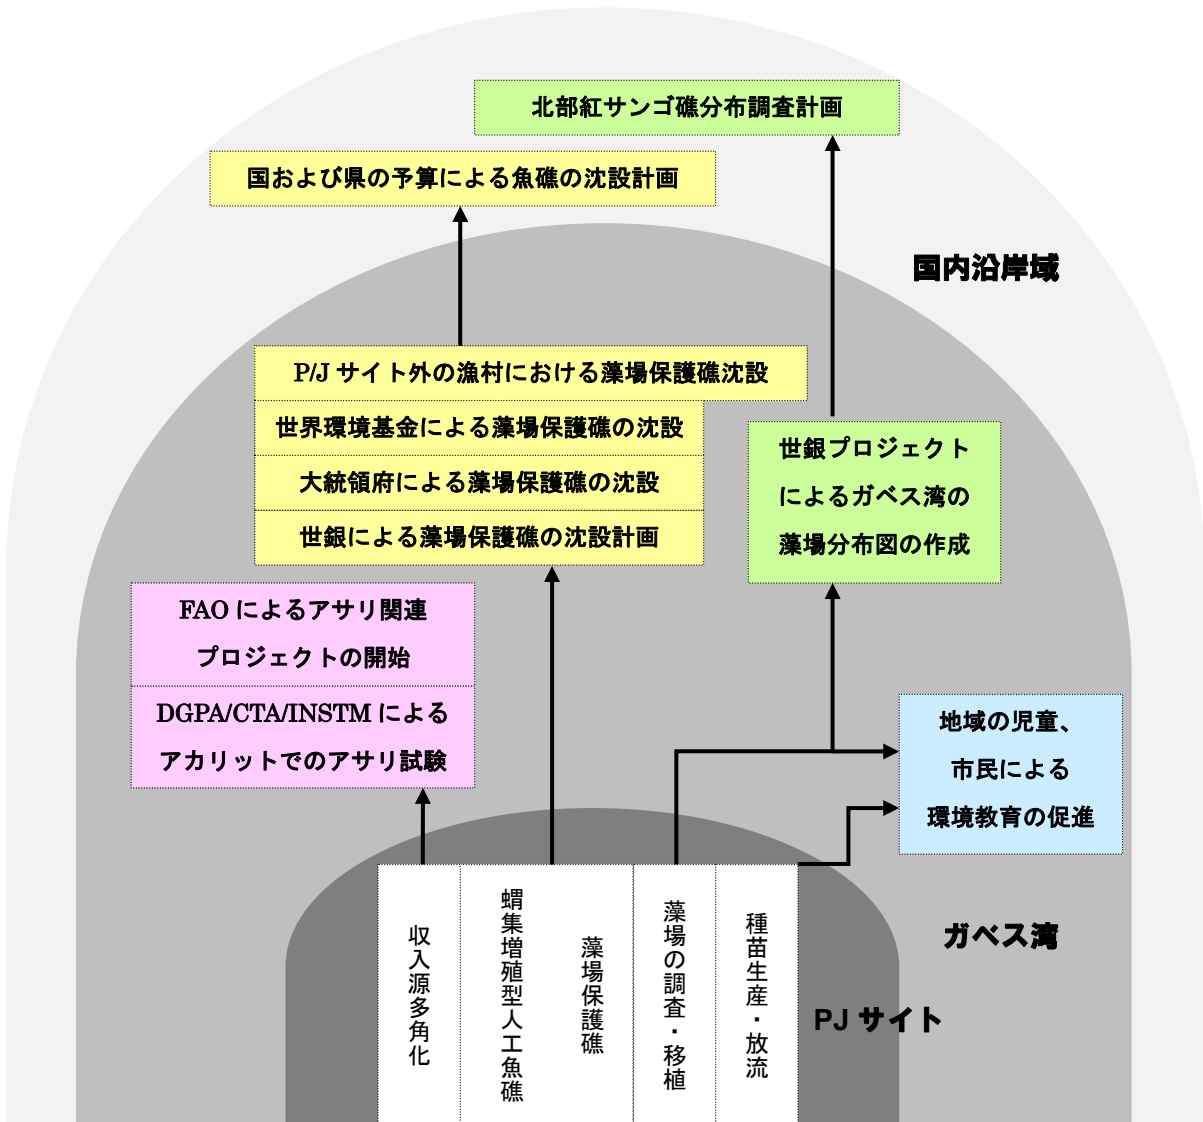 北部紅サンゴ礁分布調査計画
国および県の予算による魚礁の沈設計画
国内沿岸域
P/J サイト外の漁村における藻場保護礁沈設
世界環境基金による藻場保護礁の沈設
大統領府による藻場保護礁の沈設
世銀による藻場保護礁の沈設計画
世銀プロジェクト
によるガベス湾の
藻場分布図の作成
FAO によるアサリ関連
プロジェクトの開始
DGPA/CTA/INSTM による
アカリットでのアサリ試験
地域の児童、
市民による
環境教育の促進
ガベス湾
PJ サイト
収入源多角化
蝟集増殖型人工魚礁
藻場保護礁
藻場の調査・移植
種苗生産・放流